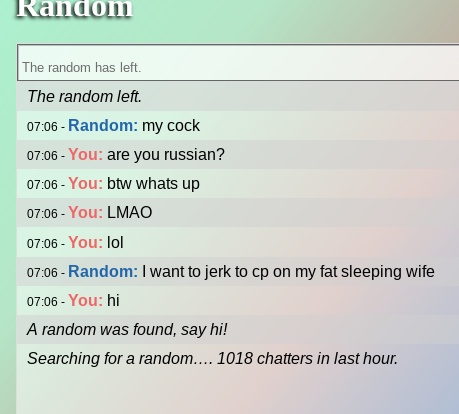 Random
The random has left.
The random left.
07:06 - Random: my cock
07:06 - You: are you russian?
07:06 - You: btw whats up
07:06 - You: LMAO
07:06 - You: lol
07:06 - Random: I want to jerk to cp on my fat sleeping wife
07:06 - You: hi
A random was found, say hi!
Searching for a random…. 1018 chatters in last hour.